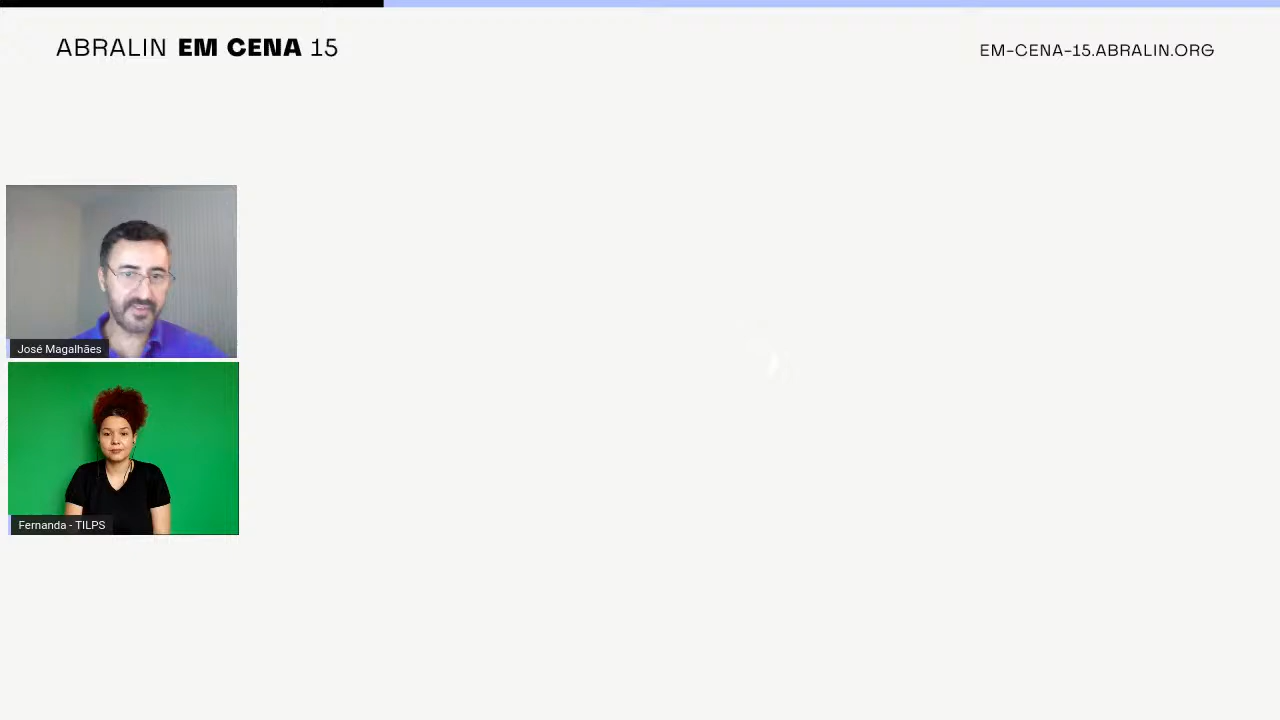 ABRALIN EM CENA 15
EM-CENA-15.ABRALIN.ORG
José Magalhães
Fernanda - TILPS